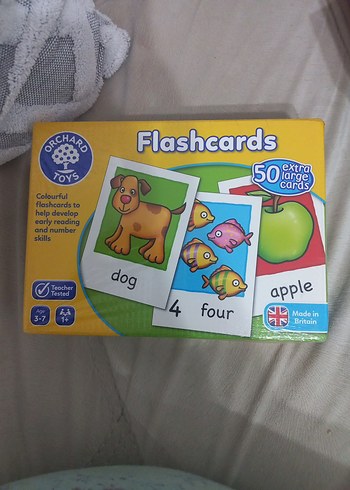 ORCHARD
TOYS
Flashcards
50 extra
large
cards
Colourful
flashcards to
help develop
early reading
and number
skills
dog
4 four
apple
Teacher
Tested
Age
3-7
1+
Made in
Britain